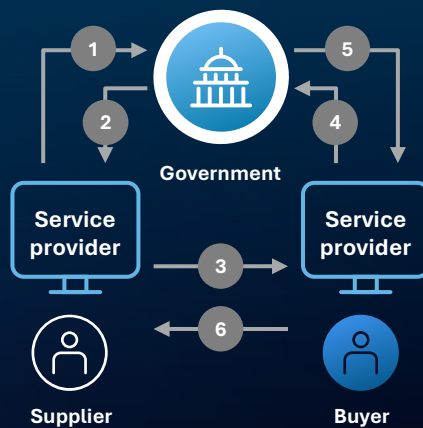 1
5
2
4
Government
Service
provider
Service
provider
3
6
Supplier
Buyer